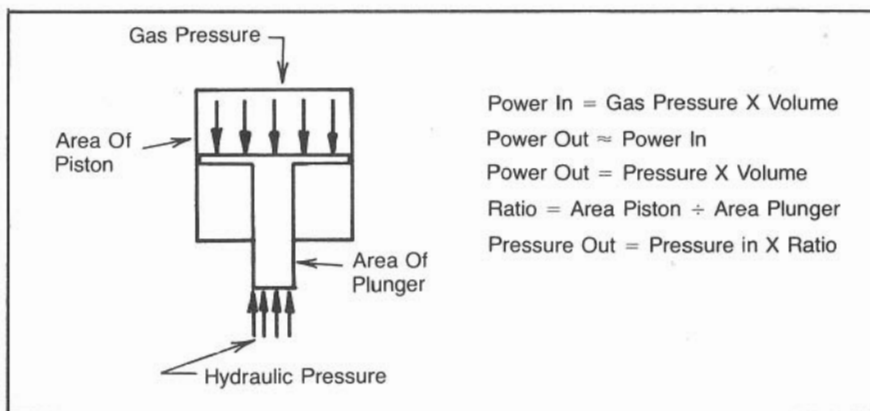 Gas Pressure
Area Of
Piston
Area Of
Plunger
Hydraulic Pressure
Power In = Gas Pressure X Volume
Power Out ≈ Power In
Power Out = Pressure X Volume
Ratio = Area Piston ÷ Area Plunger
Pressure Out = Pressure in X Ratio